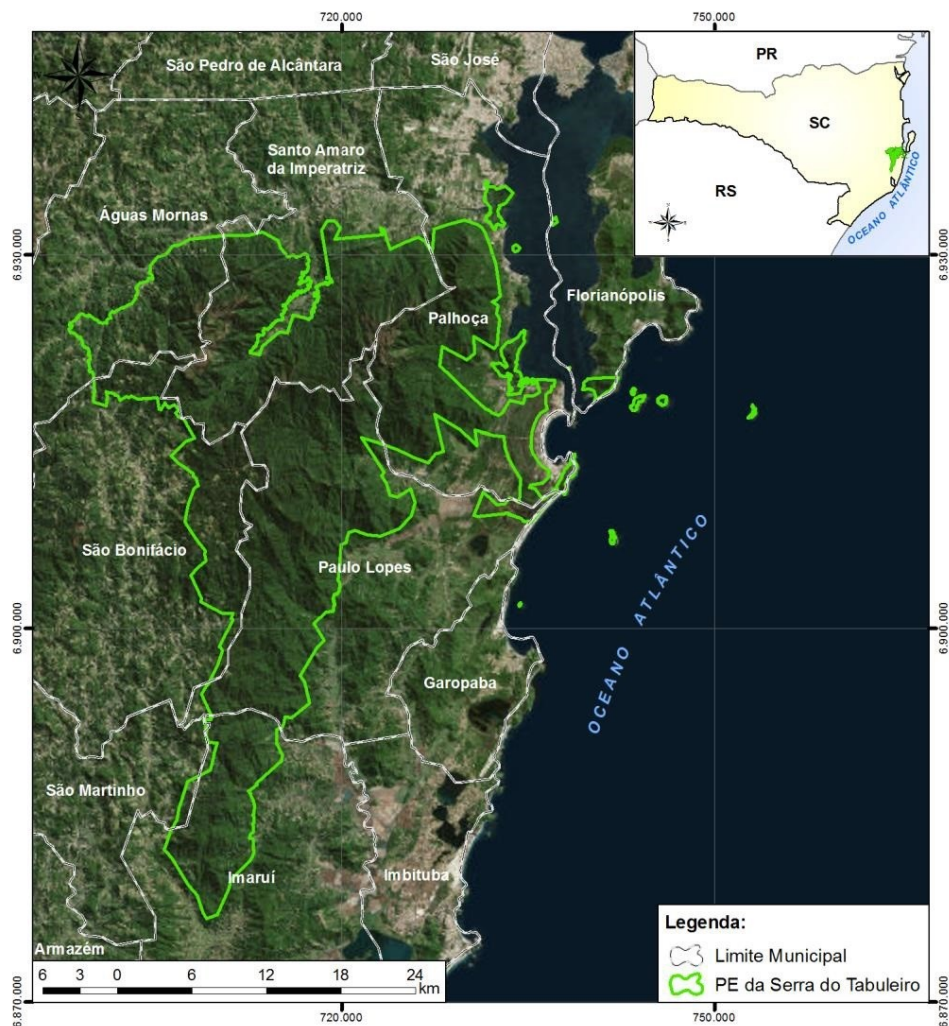 720.000
750.000
São Pedro de Alcântara
São José
Santo Amaro
da Imperatriz
Águas Mornas
Palhoça
Florianópolis
São Bonifácio
Paulo Lopes
Garopaba
São Martinho
Imaruí
Imbituba
Armazém
OCEANO ATLÂNTICO
PR
SC
RS
OCEANO ATLÂNTICO
6.930.000
6.930.000
6.900.000
6.900.000
6.870.000
6.870.000
Legenda:
Limite Municipal
PE da Serra do Tabuleiro
6 3 0 6 12 18 24
km
720.000
750.000